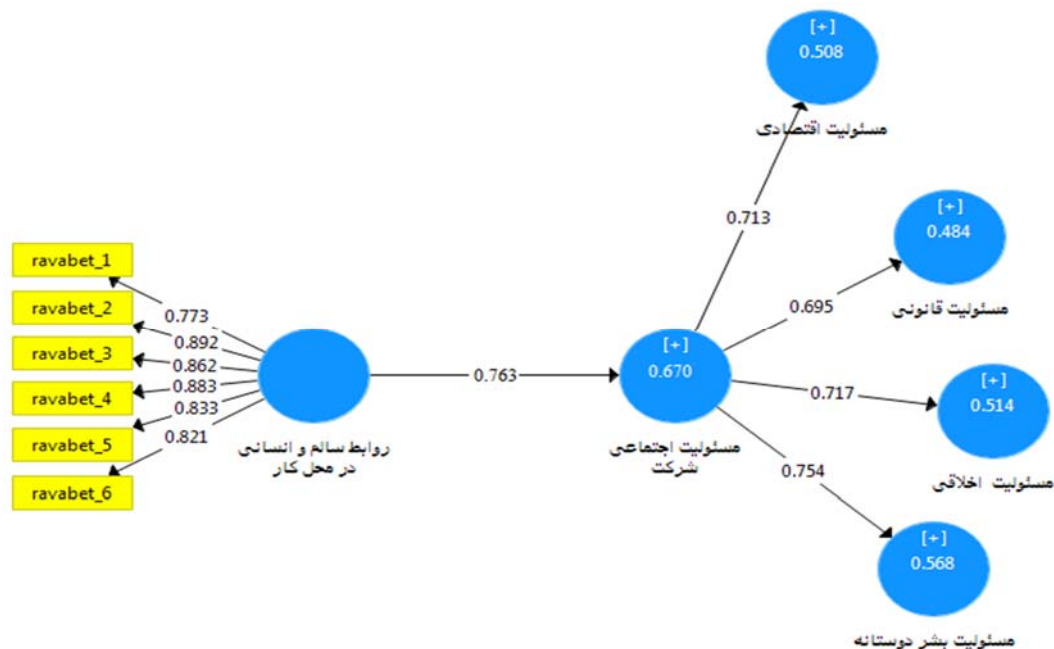 [+]
0.508
مسئولیت اقتصادی
0.713
[+]
0.484
مسئولیت قانونی
0.695
ravabet_1
ravabet_2
ravabet_3
ravabet_4
ravabet_5
ravabet_6
0.773
0.892
0.862
0.883
0.833
0.821
روابط سالم و انسانی
در محل کار
0.763
[+]
0.670
مسئولیت اجتماعی
شرکت
0.717
[+]
0.514
مسئولیت اخلاقی
0.754
[+]
0.568
مسئولیت بشر دوستانه